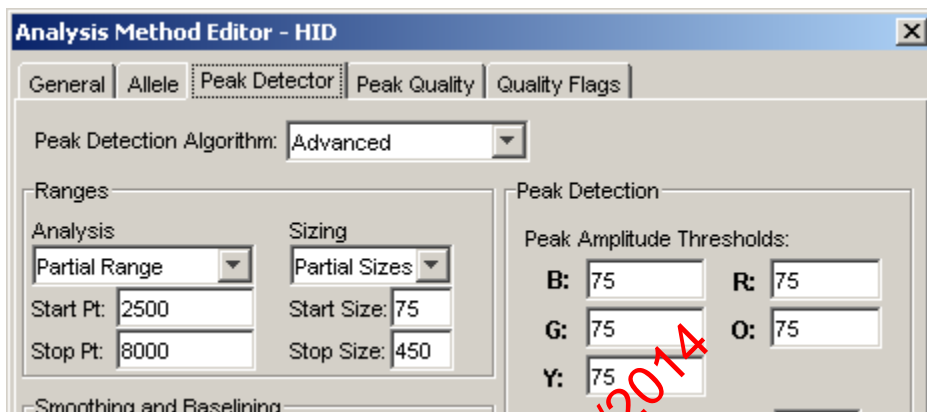 Analysis Method Editor - HID
General Allele Peak Detector Peak Quality Quality Flags
Peak Detection Algorithm: Advanced
Ranges
Analysis Sizing
Partial Range Partial Sizes
Start Pt: 2500 Start Size: 75
Stop Pt: 8000 Stop Size: 450
Peak Detection
Peak Amplitude Thresholds:
B: 75 R: 75
G: 75 O: 75
Y: 75
Smoothing and Baselining
/2014